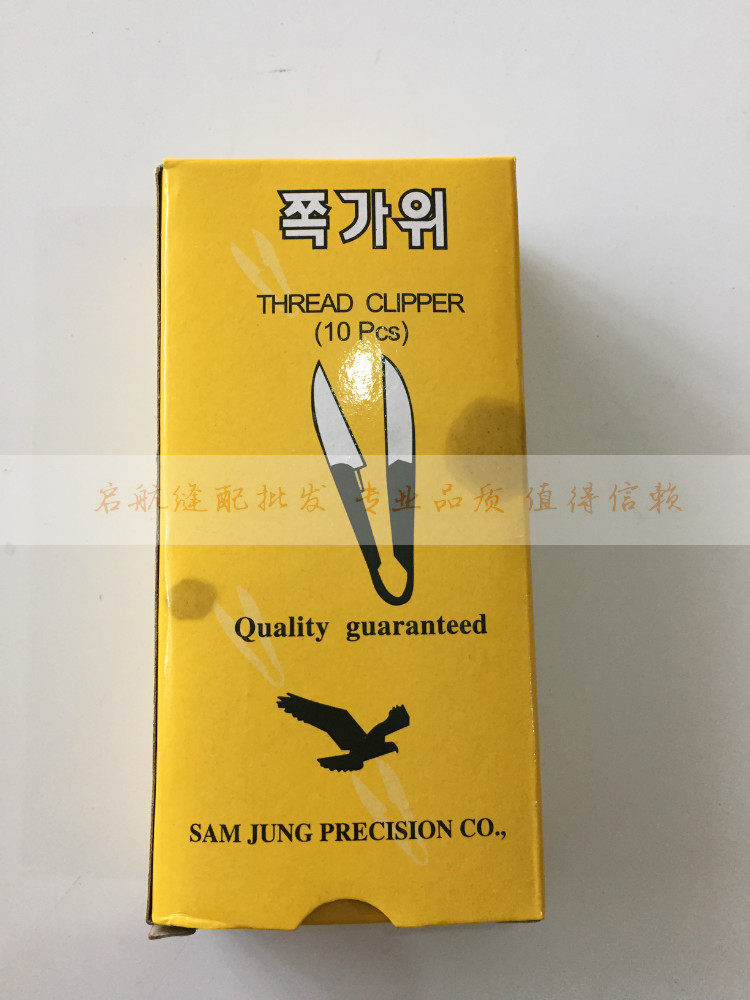 쪽가위
THREAD CLIPPER
(10 Pcs)
启航缝配批发 专业品质 值得信赖
Quality guaranteed
SAM JUNG PRECISION CO.,